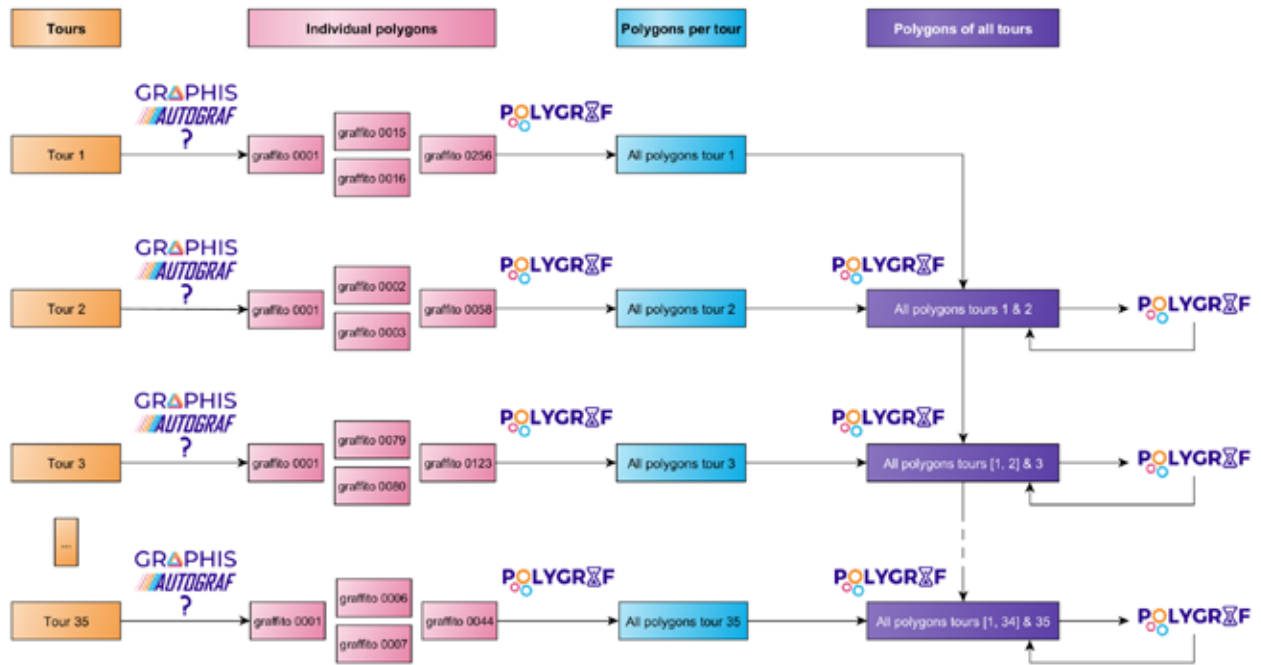 Tours
Individual polygons
Polygons per tour
Polygons of all tours
GRAPHIS
AUTOGRAF
?
POLYGRAF
Tour 1
graffito 0001
graffito 0015
graffito 0016
graffito 0256
All polygons tour 1
GRAPHIS
AUTOGRAF
?
POLYGRAF
POLYGRAF
Tour 2
graffito 0001
graffito 0002
graffito 0003
graffito 0058
All polygons tour 2
All polygons tours 1 & 2
POLYGRAF
GRAPHIS
AUTOGRAF
?
POLYGRAF
POLYGRAF
Tour 3
graffito 0001
graffito 0079
graffito 0080
graffito 0123
All polygons tour 3
All polygons tours [1, 2] & 3
POLYGRAF
...
GRAPHIS
AUTOGRAF
?
POLYGRAF
POLYGRAF
Tour 35
graffito 0001
graffito 0006
graffito 0007
graffito 0044
All polygons tour 35
All polygons tours [1, 34] & 35
POLYGRAF